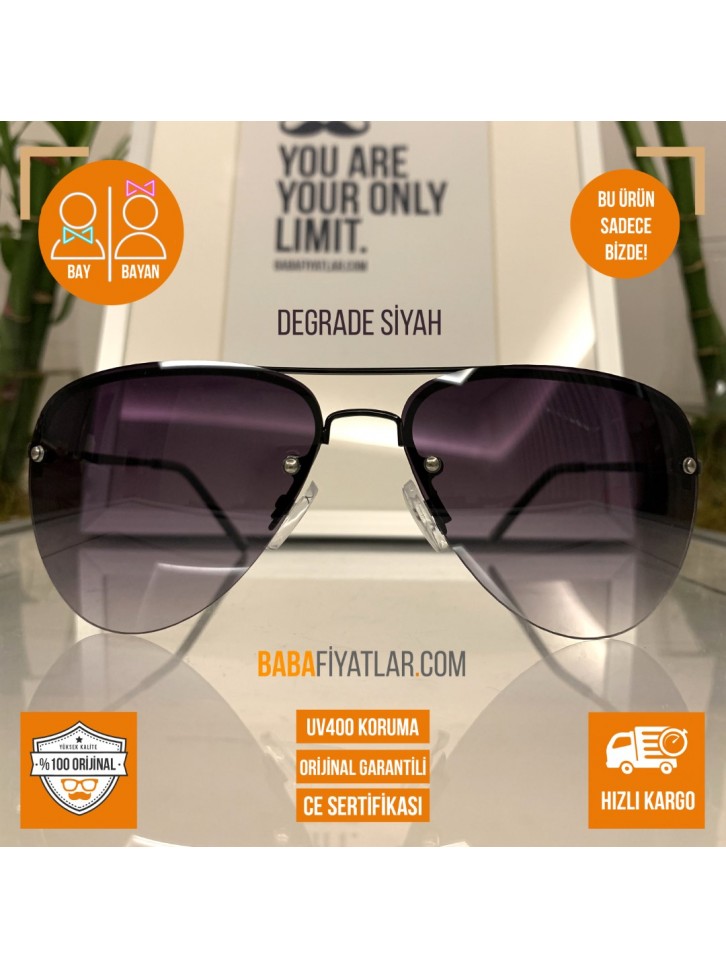 YOU ARE
YOUR ONLY
LIMIT.
BABAFIYATLAR.COM
BAY
BAYAN
BU ÜRÜN
SADECE
BİZDE!
DEGRADE SİYAH
BABAFİYATLAR.COM
YÜKSEK KALİTE
%100 ORİJİNAL
UV400 KORUMA
ORİJİNAL GARANTİLİ
CE SERTİFİKASI
HIZLI KARGO